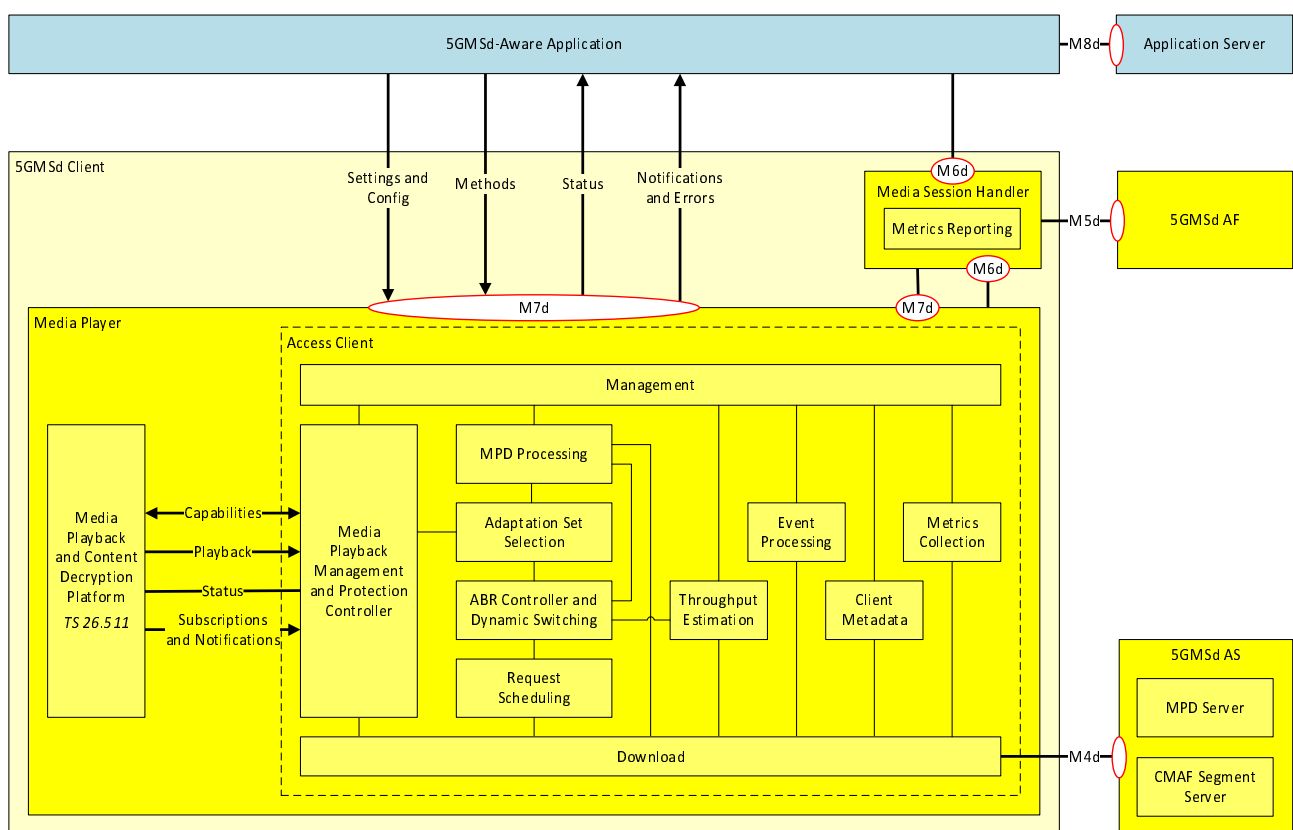 5GMSd-Aware Application
M8d
Application Server
5GMSd Client
Settings and
Config
Methods
Status
Notifications
and Errors
M6d
Media Session Handler
Metrics Reporting
M5d
5GMSd AF
M6d
M7d
M7d
Media Player
Access Client
Management
Media
Playback
and Content
Decryption
Platform
TS 26.511
Capabilities
Playback
Status
Subscriptions
and Notifications
Media
Playback
Management
and Protection
Controller
MPD Processing
Adaptation Set
Selection
ABR Controller and
Dynamic Switching
Request
Scheduling
Throughput
Estimation
Event
Processing
Client
Metadata
Metrics
Collection
Download
M4d
5GMSd AS
MPD Server
CMAF Segment
Server